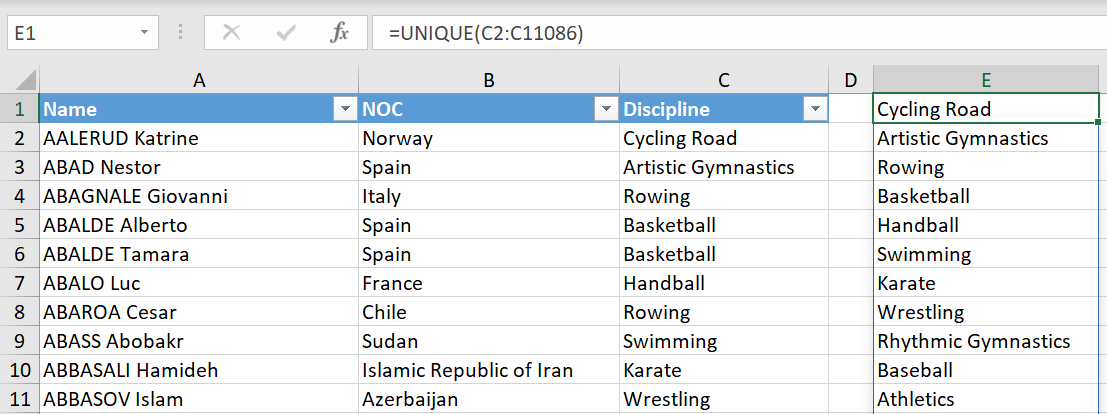 E1 fx =UNIQUE(C2:C11086)
A B C D E
1 Name NOC Discipline Cycling Road
2 AALERUD Katrine Norway Cycling Road Artistic Gymnastics
3 ABAD Nestor Spain Artistic Gymnastics Rowing
4 ABAGNALE Giovanni Italy Rowing Basketball
5 ABALDE Alberto Spain Basketball Handball
6 ABALDE Tamara Spain Basketball Swimming
7 ABALO Luc France Handball Karate
8 ABAROA Cesar Chile Rowing Wrestling
9 ABASS Abobakr Sudan Swimming Rhythmic Gymnastics
10 ABBASALI Hamideh Islamic Republic of Iran Karate Baseball
11 ABBASOV Islam Azerbaijan Wrestling Athletics